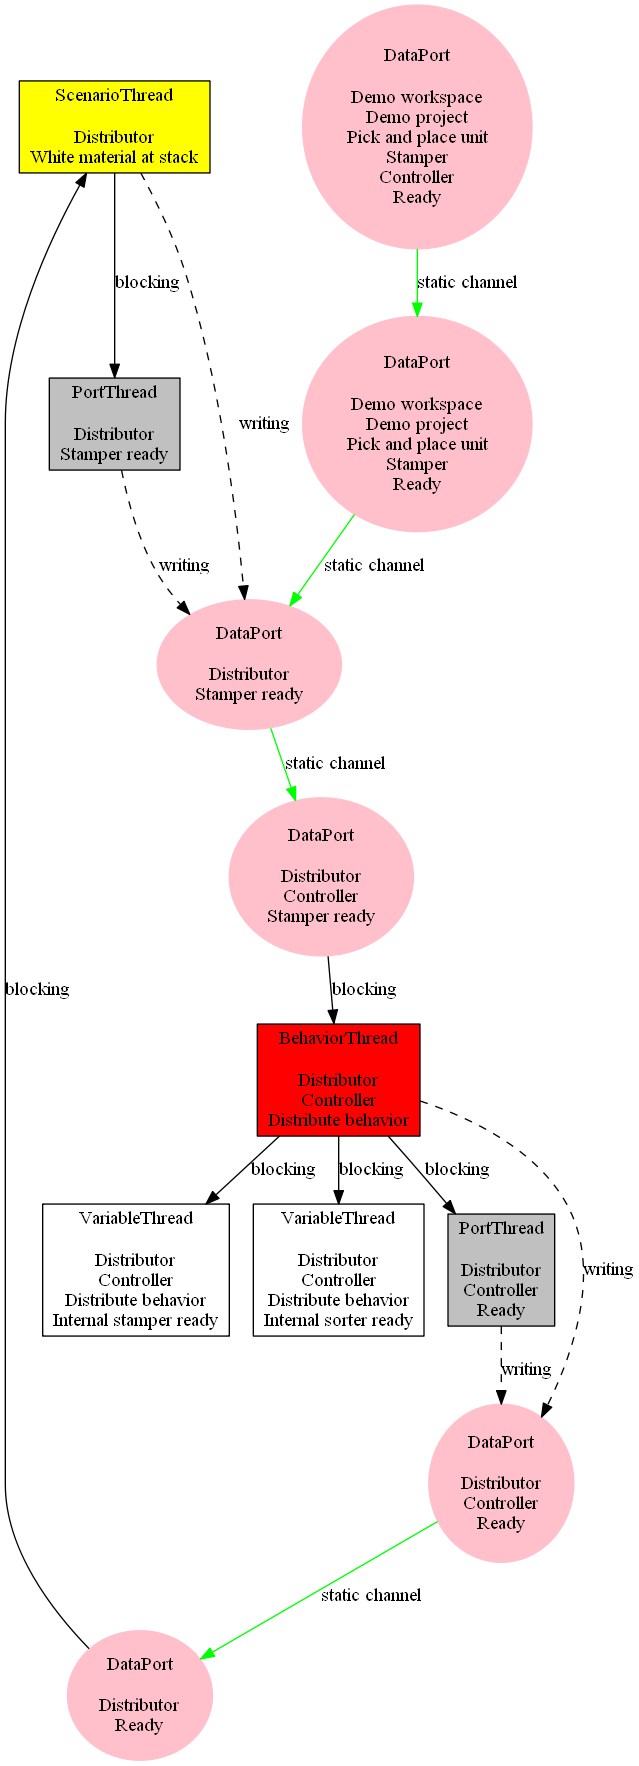 DataPort
Demo workspace
Demo project
Pick and place unit
Stamper
Controller
Ready
ScenarioThread
Distributor
White material at stack
blocking
static channel
DataPort
Demo workspace
Demo project
Pick and place unit
Stamper
Ready
PortThread
Distributor
Stamper ready
writing
writing
static channel
DataPort
Distributor
Stamper ready
static channel
DataPort
Distributor
Controller
Stamper ready
blocking
blocking
BehaviorThread
Distributor
Controller
Distribute behavior
blocking
blocking
blocking
VariableThread
Distributor
Controller
Distribute behavior
Internal stamper ready
VariableThread
Distributor
Controller
Distribute behavior
Internal sorter ready
PortThread
Distributor
Controller
Ready
writing
writing
DataPort
Distributor
Controller
Ready
static channel
DataPort
Distributor
Ready